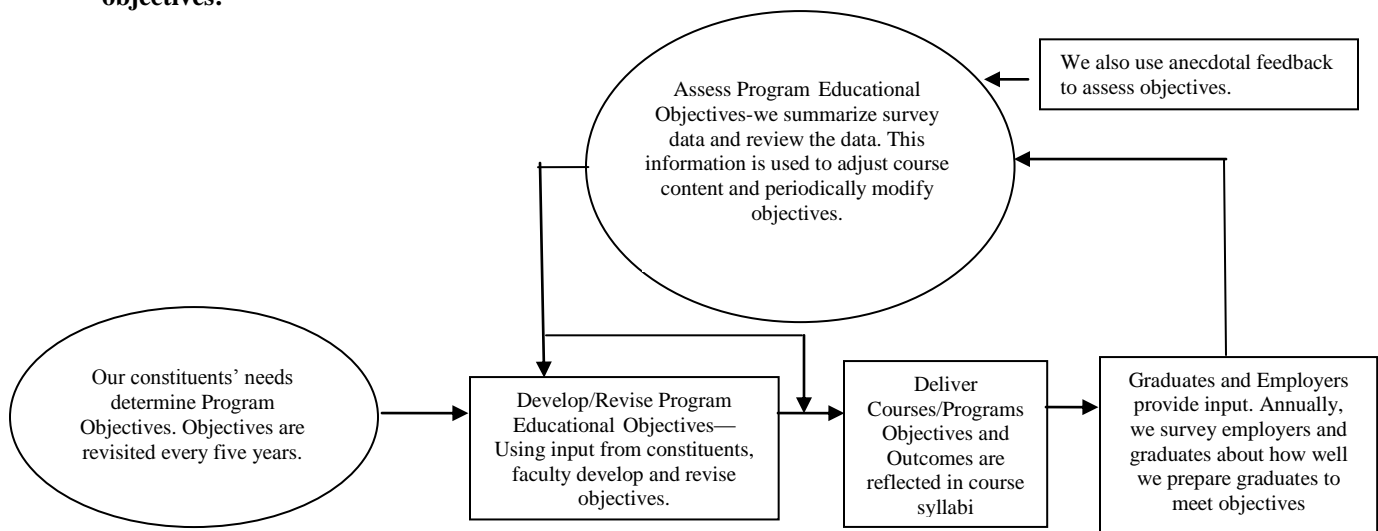 objectives?
We also use anecdotal feedback
to assess objectives.
Assess Program Educational
Objectives-we summarize survey
data and review the data. This
information is used to adjust course
content and periodically modify
objectives.
Our constituents’ needs
determine Program
Objectives. Objectives are
revisited every five years.
Develop/Revise Program
Educational Objectives—
Using input from constituents,
faculty develop and revise
objectives.
Deliver
Courses/Programs
Objectives and
Outcomes are
reflected in course
syllabi
Graduates and Employers
provide input. Annually,
we survey employers and
graduates about how well
we prepare graduates to
meet objectives